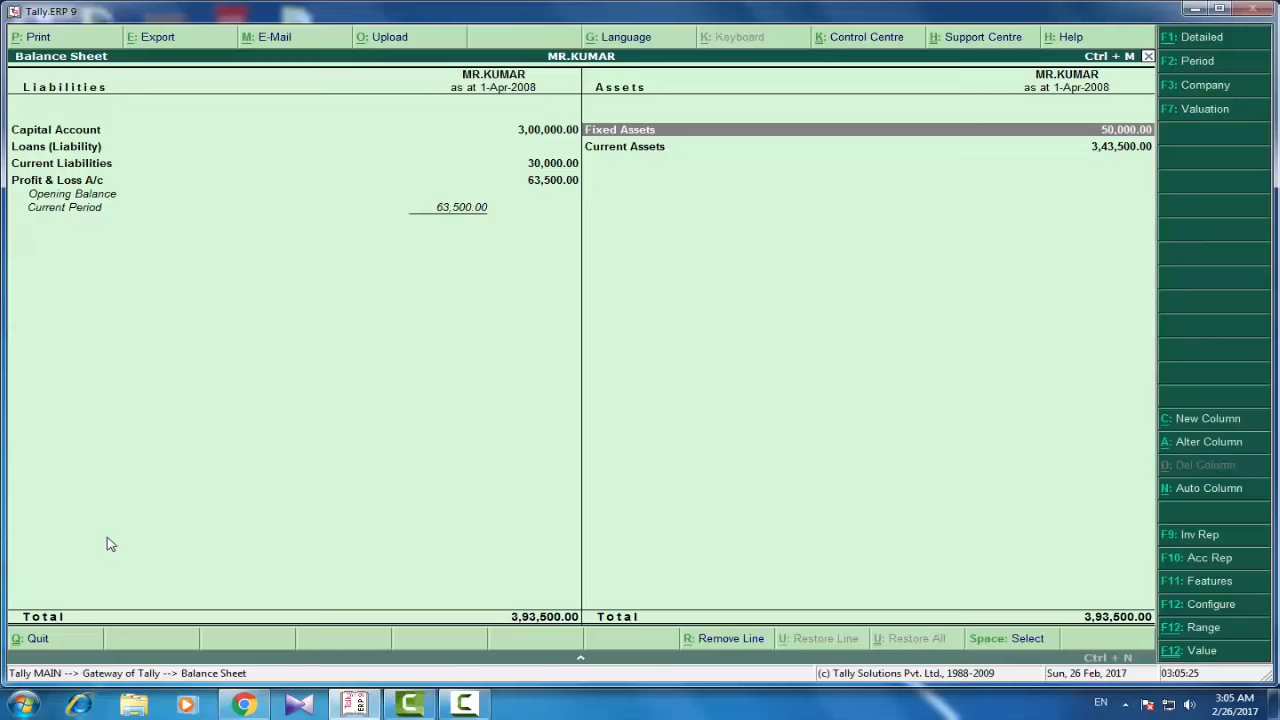 Tally.ERP 9
P: Print E: Export M: E-Mail O: Upload G: Language K: Keyboard K: Control Centre H: Support Centre H: Help
Balance Sheet MR.KUMAR Ctrl + M
Liabilities MR.KUMAR as at 1-Apr-2008 Assets MR.KUMAR as at 1-Apr-2008
Capital Account 3,00,000.00 Fixed Assets 50,000.00
Loans (Liability) Current Assets 3,43,500.00
Current Liabilities 30,000.00
Profit & Loss A/c 63,500.00
Opening Balance
Current Period 63,500.00
Total 3,93,500.00 Total 3,93,500.00
F1: Detailed
F2: Period
F3: Company
F7: Valuation
C: New Column
A: Alter Column
D: Del Column
N: Auto Column
F9: Inv Rep
F10: Acc Rep
F11: Features
F12: Configure
F12: Range
F12: Value
Q: Quit R: Remove Line U: Restore Line U: Restore All Space: Select
Ctrl + N
Tally MAIN --> Gateway of Tally --> Balance Sheet (c) Tally Solutions Pvt. Ltd., 1988-2009 Sun, 26 Feb, 2017 03:05:25
Tally ERP 9
EN 3:05 AM
2/26/2017